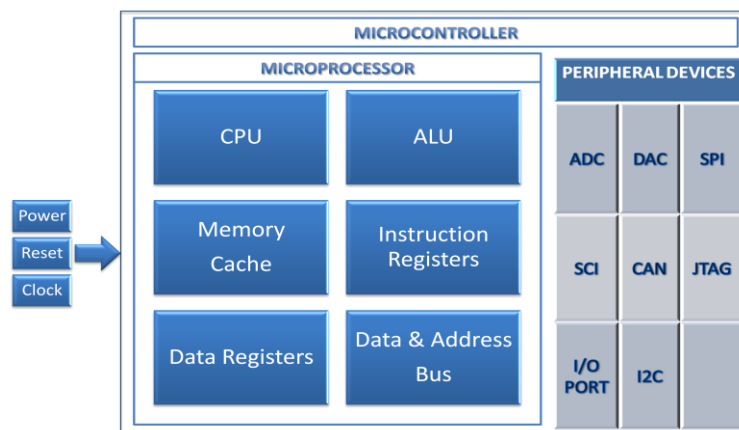 MICROCONTROLLER
MICROPROCESSOR
PERIPHERAL DEVICES
CPU
ALU
ADC
DAC
SPI
Power
Reset
Clock
Memory
Cache
Instruction
Registers
SCI
CAN
JTAG
Data Registers
Data & Address
Bus
I/O
PORT
I2C